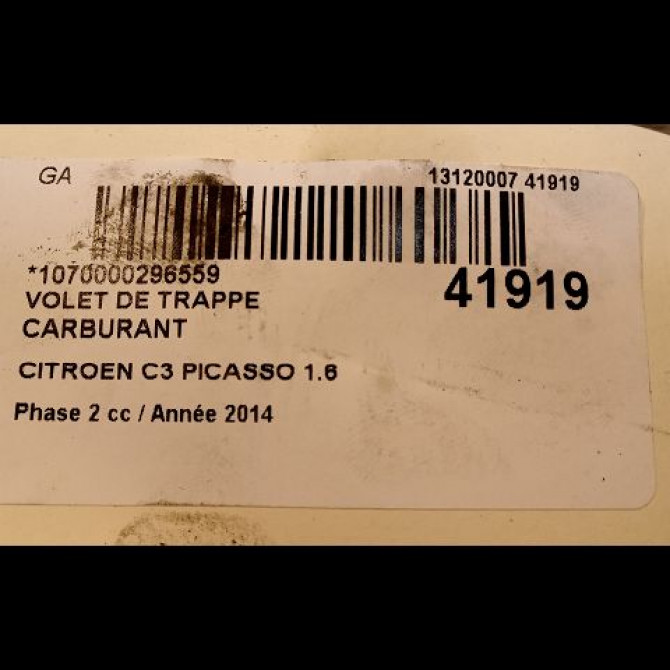 GA
13120007 41919
*1070000296559
41919
VOLET DE TRAPPE
CARBURANT
CITROEN C3 PICASSO 1.6
Phase 2 cc / Année 2014